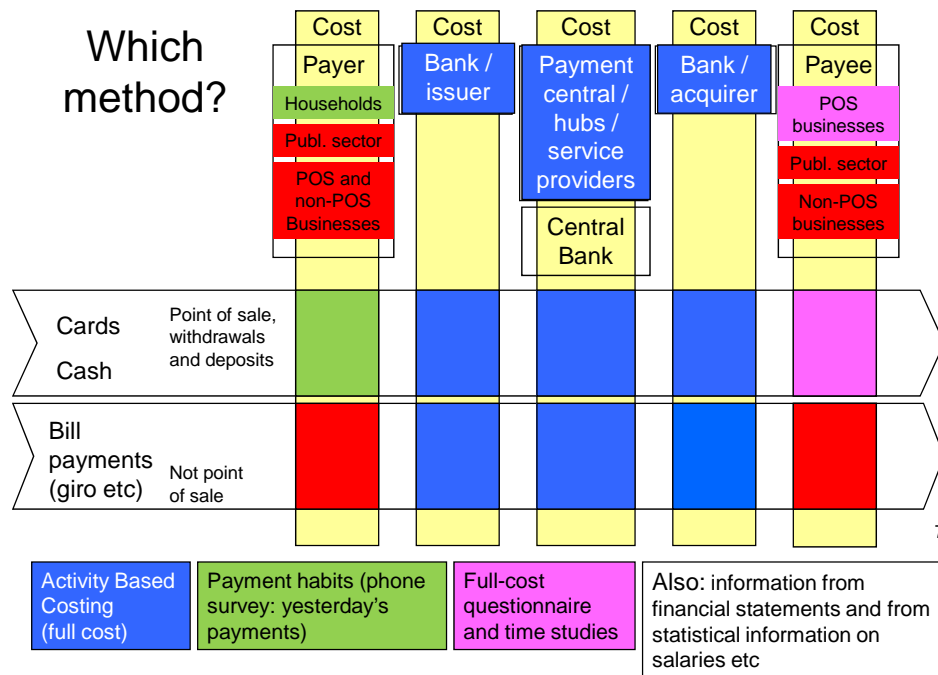 Which
method?
Cost
Payer
Households
Publ. sector
POS and
non-POS
Businesses
Cost
Bank /
issuer
Cost
Payment
central /
hubs /
service
providers
Central
Bank
Cost
Bank /
acquirer
Cost
Payee
POS
businesses
Publ. sector
Non-POS
businesses
Cards
Cash
Point of sale,
withdrawals
and deposits
Bill
payments
(giro etc)
Not point
of sale
Activity Based
Costing
(full cost)
Payment habits (phone
survey: yesterday's
payments)
Full-cost
questionnaire
and time studies
Also: information from
financial statements and from
statistical information on
salaries etc